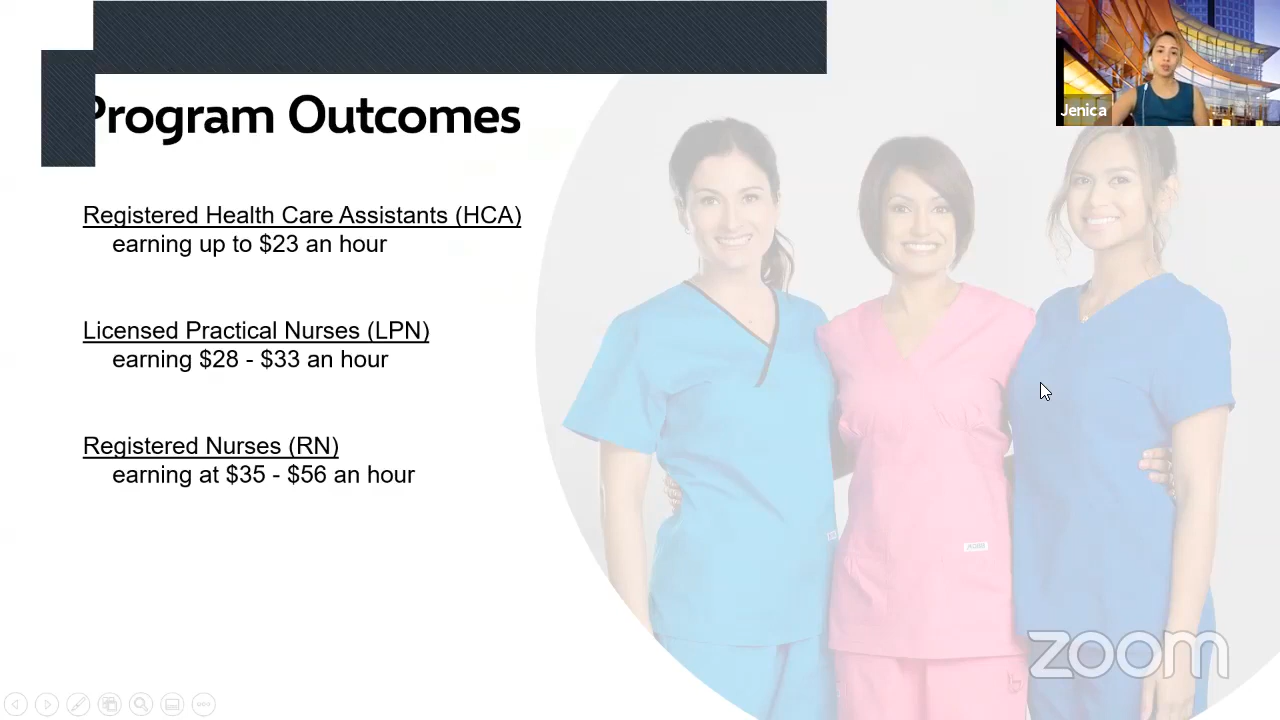 Program Outcomes
Jenica
Registered Health Care Assistants (HCA)
earning up to $23 an hour
Licensed Practical Nurses (LPN)
earning $28 - $33 an hour
Registered Nurses (RN)
earning at $35 - $56 an hour
zoom